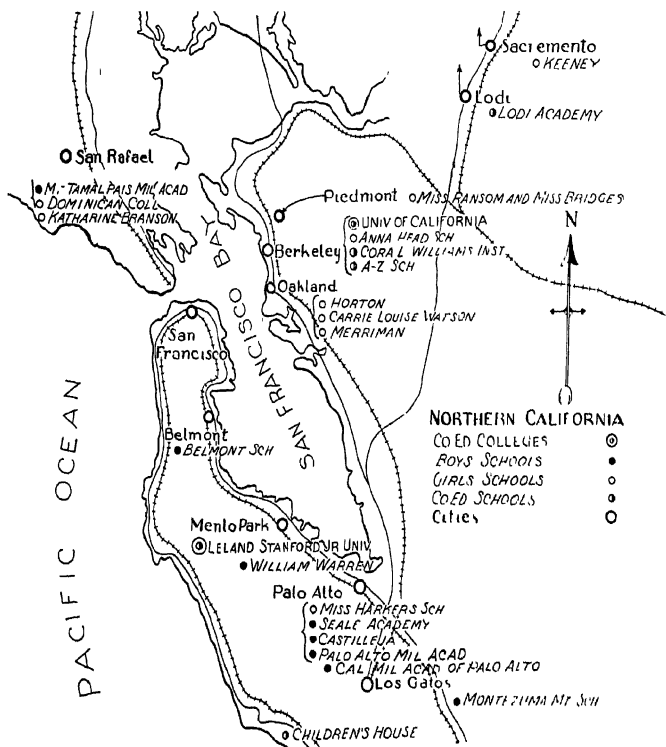 Sacramento
KEENEY
Lodi
LODI ACADEMY
San Rafael
M.-TAMALPAIS MIL ACAD
DOMINICAN COLL
KATHARINE BRANSON
Piedmont
MISS RANSOM AND MISS BRIDGES
UNIV OF CALIFORNIA
ANNA HEAD SCH
CORA L WILLIAMS INST
A-Z SCH
Berkeley
Oakland
HORTON
CARRIE LOUISE WATSON
MERRIMAN
N
SAN FRANCISCO BAY
San
Francisco
Belmont
BELMONT SCH
PACIFIC OCEAN
NORTHERN CALIFORNIA
CO ED COLLEGES
BOYS SCHOOLS
GIRLS SCHOOLS
CO ED SCHOOLS
Cities
Menlo Park
LELAND STANFORD JR UNIV
WILLIAM WARREN
Palo Alto
MISS HARKERS SCH
SEALE ACADEMY
CASTILLEJA
PALO ALTO MIL ACAD
CAL MIL ACAD OF PALO ALTO
Los Gatos
MONTEZUMA MT SCH
CHILDREN'S HOUSE